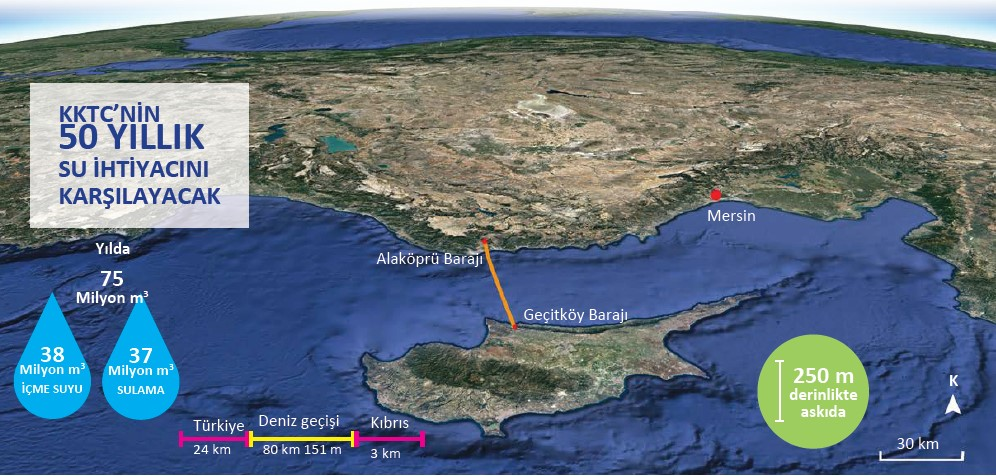 KKTC'NİN
50 YILLIK
SU İHTİYACINI
KARŞILAYACAK
Yılda
75
Milyon m³
38
Milyon m³
İÇME SUYU
37
Milyon m³
SULAMA
Mersin
Alaköprü Barajı
Geçitköy Barajı
Türkiye
24 km
Deniz geçişi
80 km 151 m
Kıbrıs
3 km
250 m
derinlikte
askıda
K
30 km